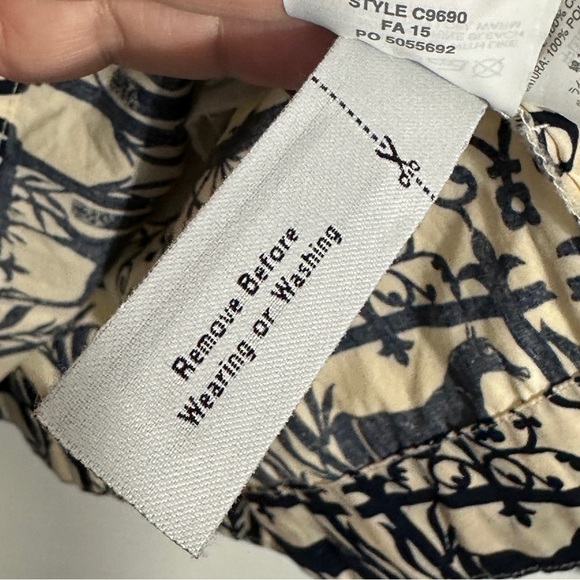 STYLE C9690
FA 15
PO 5055692
Remove Before
Wearing or Washing